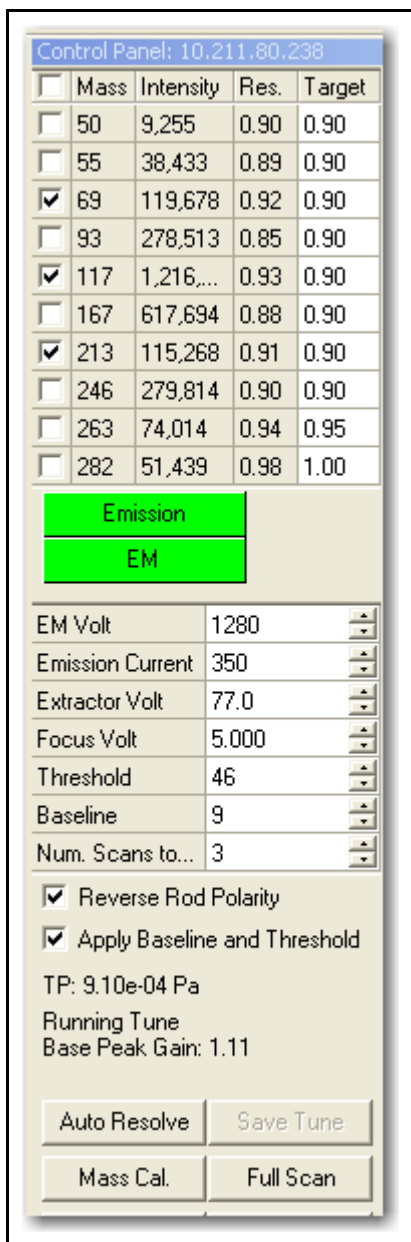 Control Panel: 10.211.80.238
Mass Intensity Res. Target
50 9,255 0.90 0.90
55 38,433 0.89 0.90
69 119,678 0.92 0.90
93 278,513 0.85 0.90
117 1,216,... 0.93 0.90
167 617,694 0.88 0.90
213 115,268 0.91 0.90
246 279,814 0.90 0.90
263 74,014 0.94 0.95
282 51,439 0.98 1.00
Emission
EM
EM Volt 1280
Emission Current 350
Extractor Volt 77.0
Focus Volt 5.000
Threshold 46
Baseline 9
Num. Scans to... 3
Reverse Rod Polarity
Apply Baseline and Threshold
TP: 9.10e-04 Pa
Running Tune
Base Peak Gain: 1.11
Auto Resolve Save Tune
Mass Cal. Full Scan